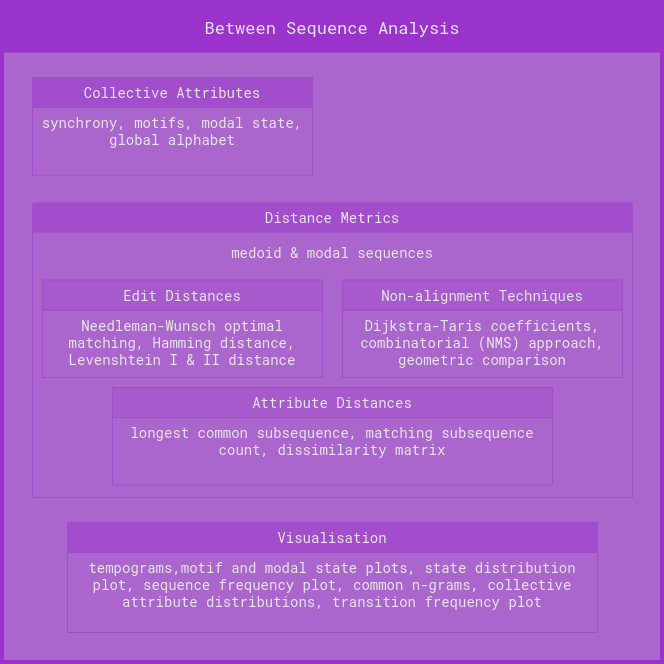 Between Sequence Analysis
Collective Attributes
synchrony, motifs, modal state,
global alphabet
Distance Metrics
medoid & modal sequences
Edit Distances
Needleman-Wunsch optimal
matching, Hamming distance,
Levenshtein I & II distance
Non-alignment Techniques
Dijkstra-Taris coefficients,
combinatorial (NMS) approach,
geometric comparison
Attribute Distances
longest common subsequence, matching subsequence
count, dissimilarity matrix
Visualisation
tempograms,motif and modal state plots, state distribution
plot, sequence frequency plot, common n-grams, collective
attribute distributions, transition frequency plot